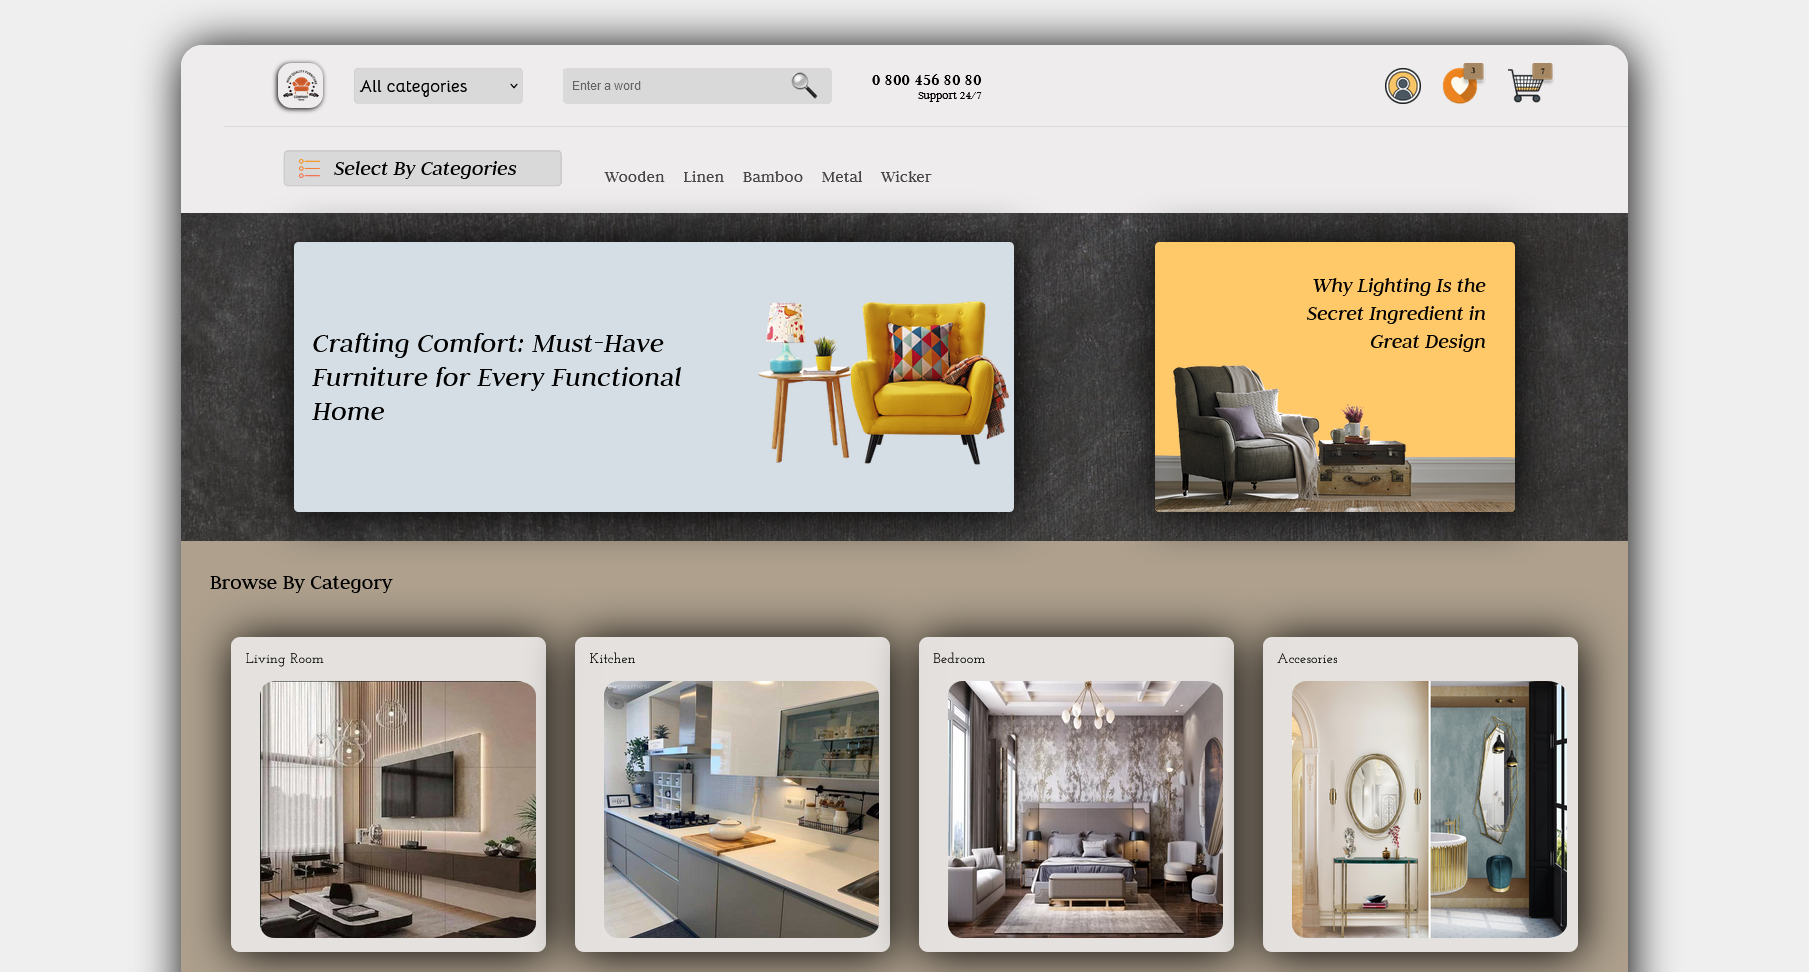 All categories
Enter a word
0 800 456 80 80
Support 24/7
3
7
Select By Categories
Wooden
Linen
Bamboo
Metal
Wicker
Crafting Comfort: Must-Have
Furniture for Every Functional
Home
Why Lighting Is the
Secret Ingredient in
Great Design
Browse By Category
Living Room
Kitchen
Bedroom
Accesories